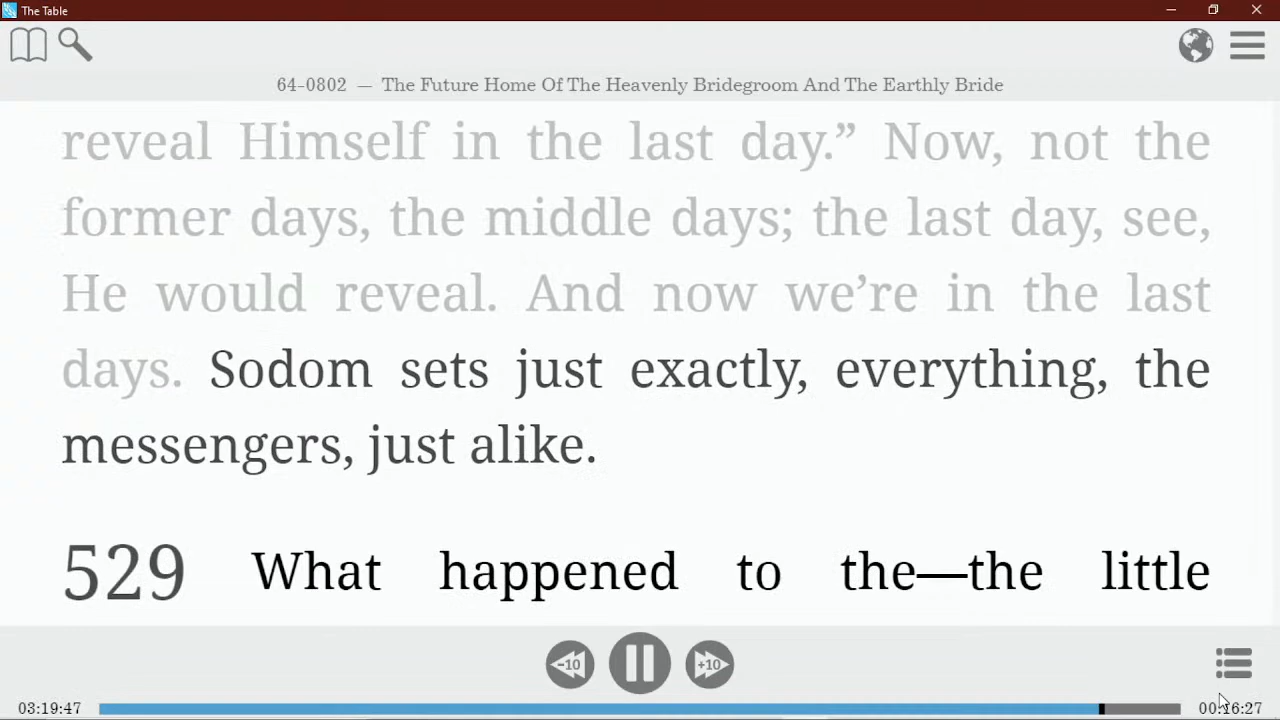 The Table
64-0802 — The Future Home Of The Heavenly Bridegroom And The Earthly Bride
reveal Himself in the last day.” Now, not the
former days, the middle days; the last day, see,
He would reveal. And now we’re in the last
days. Sodom sets just exactly, everything, the
messengers, just alike.
529 What happened to the—the little
-10 +10
03:19:47 00:16:27